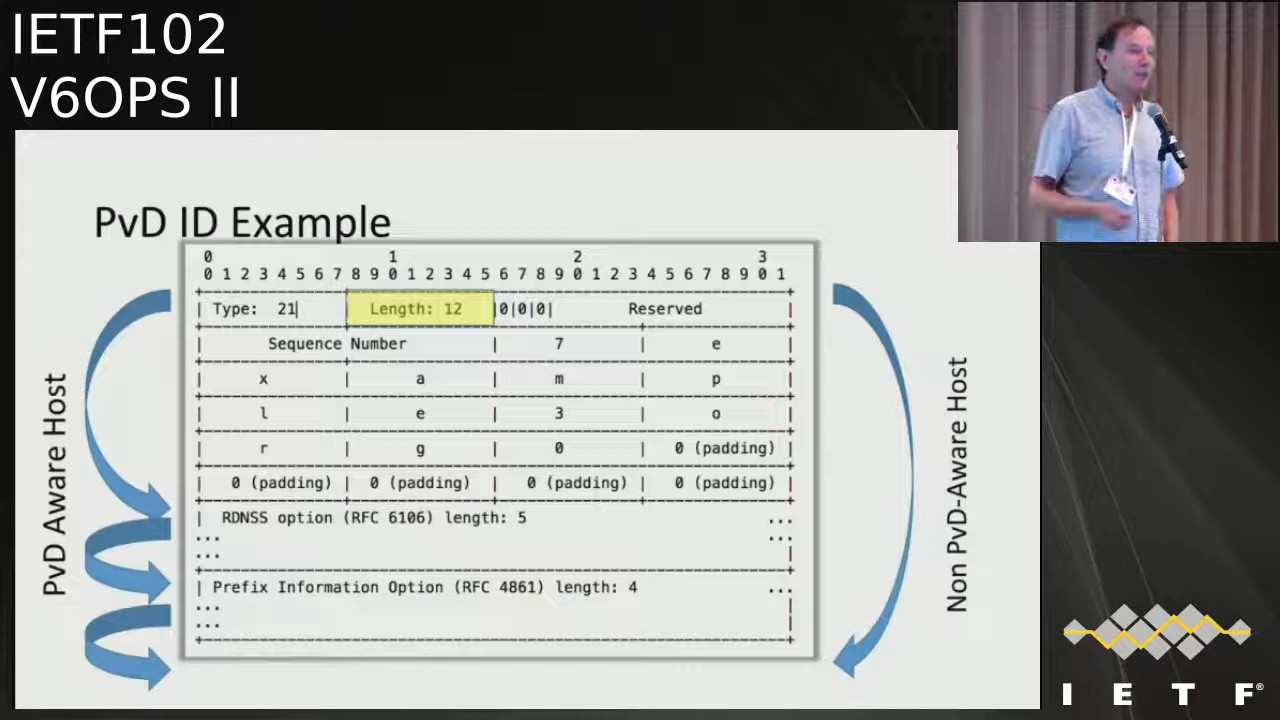 IETF102
V6OPS II
PvD ID Example
0 1 2 3
0 1 2 3 4 5 6 7 8 9 0 1 2 3 4 5 6 7 8 9 0 1 2 3 4 5 6 7 8 9 0 1
Type: 21| Length: 12 |0|0|0| Reserved
Sequence Number | 7 | e
x | a | m | p
l | e | 3 | o
r | g | 0 | 0 (padding)
0 (padding) | 0 (padding) | 0 (padding) | 0 (padding)
RDNSS option (RFC 6106) length: 5 ...
... ...
...
Prefix Information Option (RFC 4861) length: 4 ...
...
...
PvD Aware Host
Non PvD-Aware Host
I E T F®